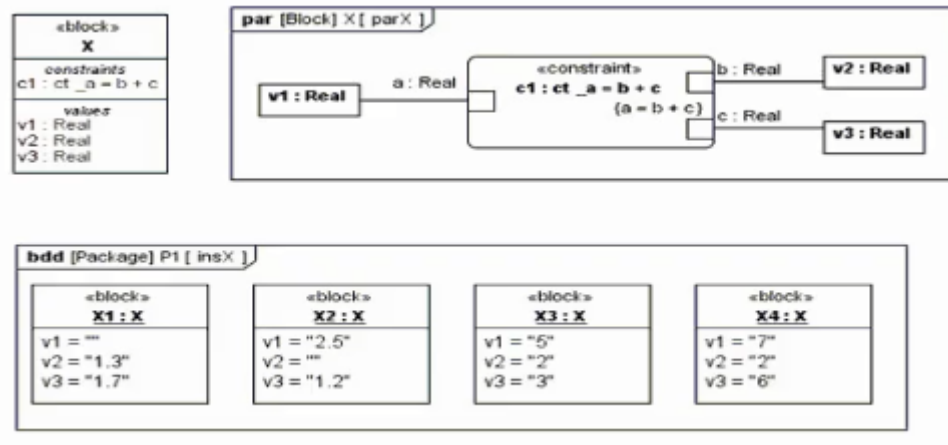 «block»
X
constraints
c1 : ct _a = b + c
values
v1 : Real
v2 : Real
v3 : Real
par [Block] X [ parX ]
v1 : Real
a : Real
«constraint»
c1 : ct _a = b + c
{a = b + c}
b : Real
c : Real
v2 : Real
v3 : Real
bdd [Package] P1 [ insX ]
«block»
X1 : X
v1 = ""
v2 = "1.3"
v3 = "1.7"
«block»
X2 : X
v1 = "2.5"
v2 = ""
v3 = "1.2"
«block»
X3 : X
v1 = "5"
v2 = "2"
v3 = "3"
«block»
X4 : X
v1 = "7"
v2 = "2"
v3 = "6"